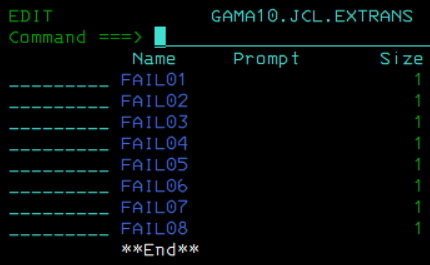 EDIT GAMA10.JCL.EXTRANS
Command ===>
Name Prompt Size
_________ FAIL01 1
_________ FAIL02 1
_________ FAIL03 1
_________ FAIL04 1
_________ FAIL05 1
_________ FAIL06 1
_________ FAIL07 1
_________ FAIL08 1
**End**